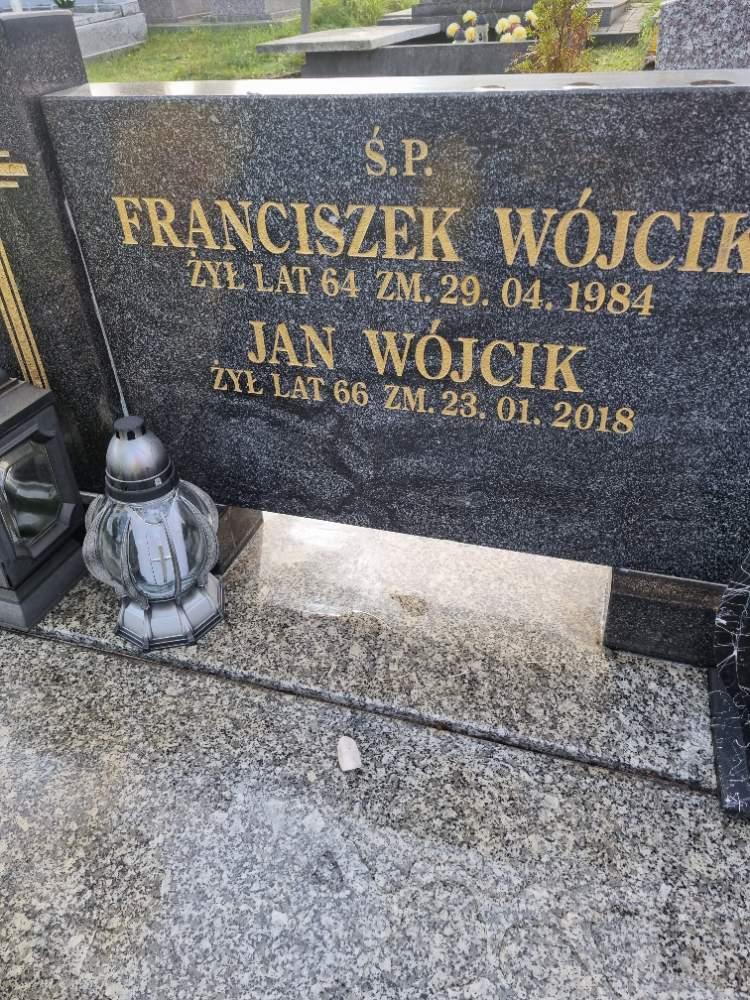 Ś.P.
FRANCISZEK WÓJCIK
ŻYŁ LAT 64 ZM. 29. 04. 1984
JAN WÓJCIK
ŻYŁ LAT 66 ZM. 23. 01. 2018